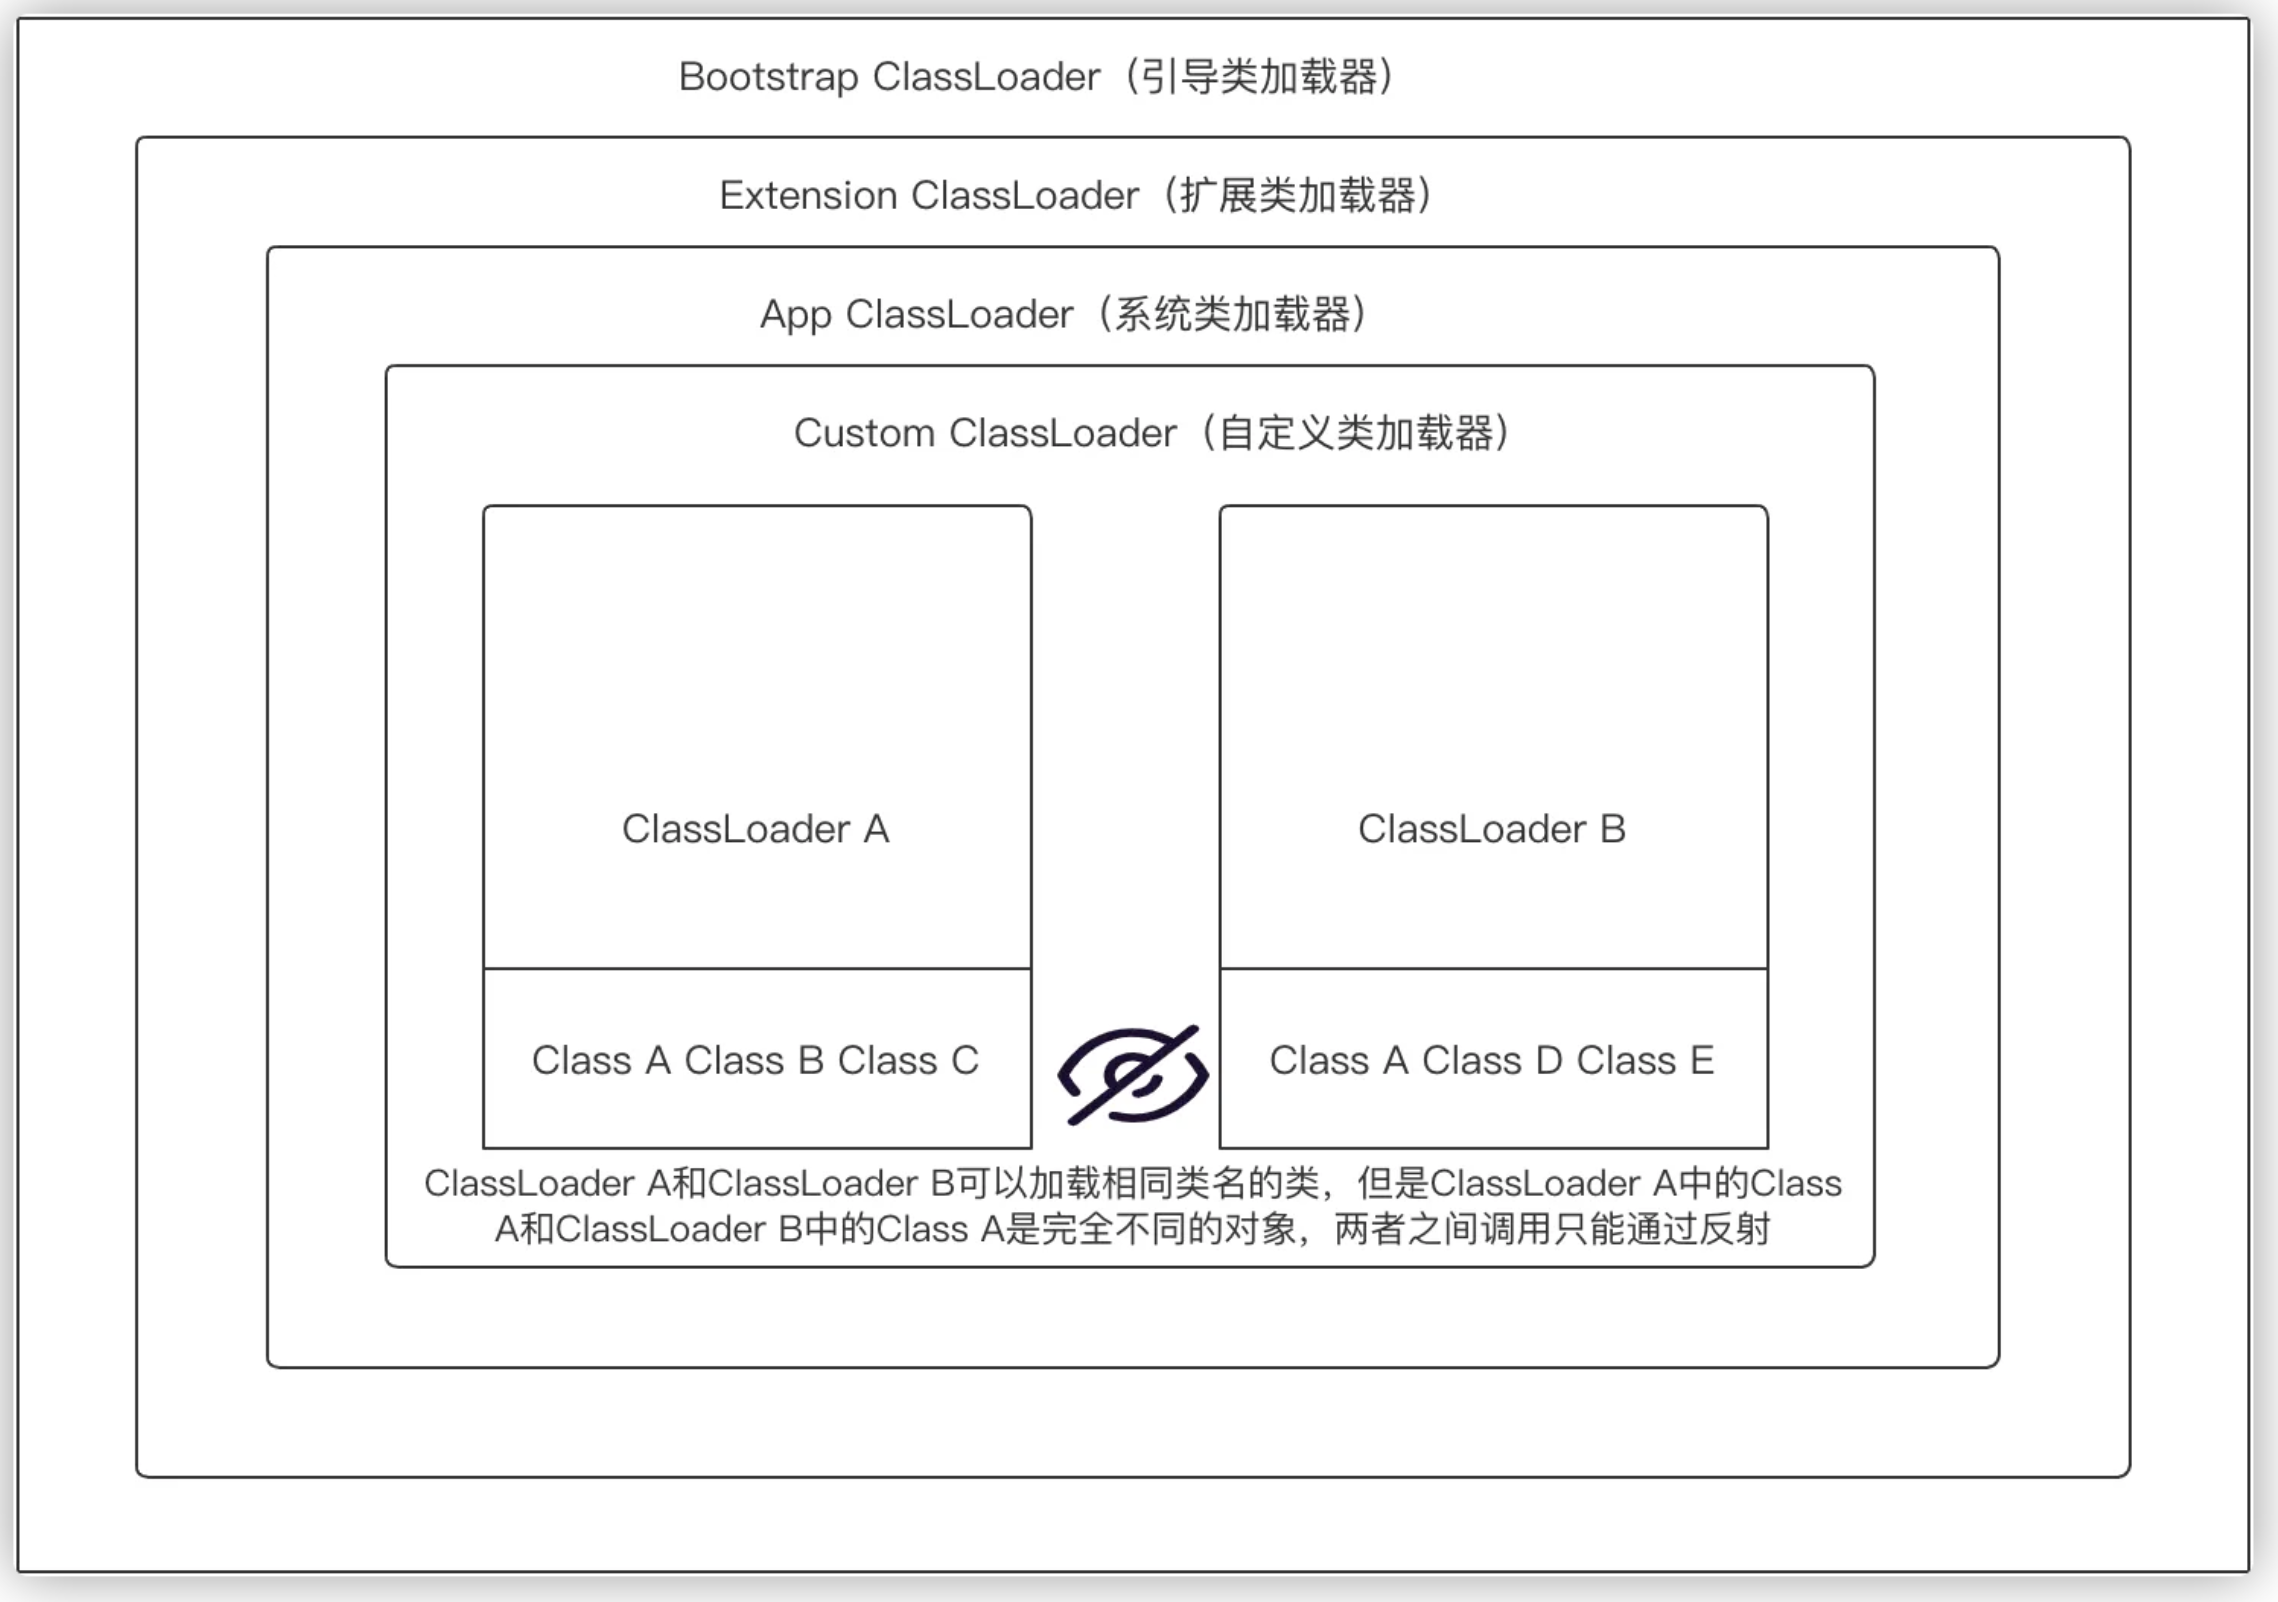 Bootstrap ClassLoader（引导类加载器）
Extension ClassLoader（扩展类加载器）
App ClassLoader（系统类加载器）
Custom ClassLoader（自定义类加载器）
ClassLoader A
ClassLoader B
Class A Class B Class C
Class A Class D Class E
ClassLoader A和ClassLoader B可以加载相同类名的类，但是ClassLoader A中的Class
A和ClassLoader B中的Class A是完全不同的对象，两者之间调用只能通过反射